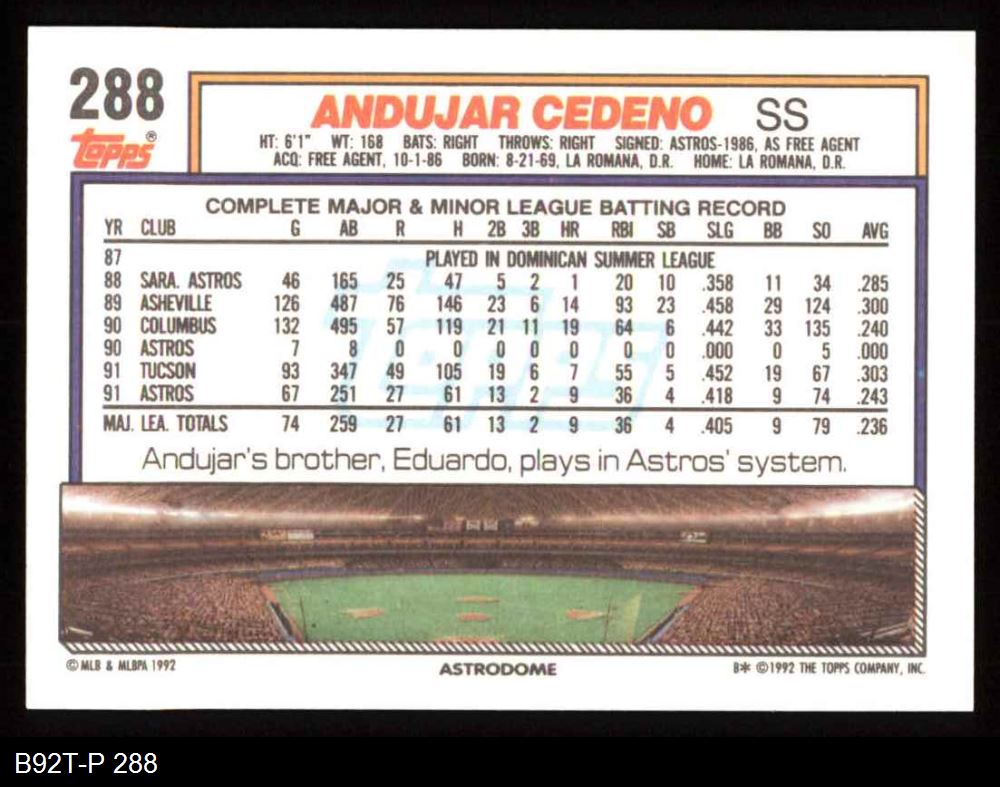 288
Topps®
ANDUJAR CEDENO SS
HT: 6'1" WT: 168 BATS: RIGHT THROWS: RIGHT SIGNED: ASTROS-1986, AS FREE AGENT
ACQ: FREE AGENT, 10-1-86 BORN: 8-21-69, LA ROMANA, D.R. HOME: LA ROMANA, D.R.
COMPLETE MAJOR & MINOR LEAGUE BATTING RECORD
YR CLUB G AB R H 2B 3B HR RBI SB SLG BB SO AVG
87 PLAYED IN DOMINICAN SUMMER LEAGUE
88 SARA. ASTROS 46 165 25 47 5 2 1 20 10 .358 11 34 .285
89 ASHEVILLE 126 487 76 146 23 6 14 93 23 .458 29 124 .300
90 COLUMBUS 132 495 57 119 21 11 19 64 6 .442 33 135 .240
90 ASTROS 7 8 0 0 0 0 0 0 0 .000 0 5 .000
91 TUCSON 93 347 49 105 19 6 7 55 5 .452 19 67 .303
91 ASTROS 67 251 27 61 13 2 9 36 4 .418 9 74 .243
MAJ. LEA. TOTALS 74 259 27 61 13 2 9 36 4 .405 9 79 .236
Topps
Andujar's brother, Eduardo, plays in Astros' system.
© MLB & MLBPA 1992 ASTRODOME B* © 1992 THE TOPPS COMPANY, INC.
B92T-P 288